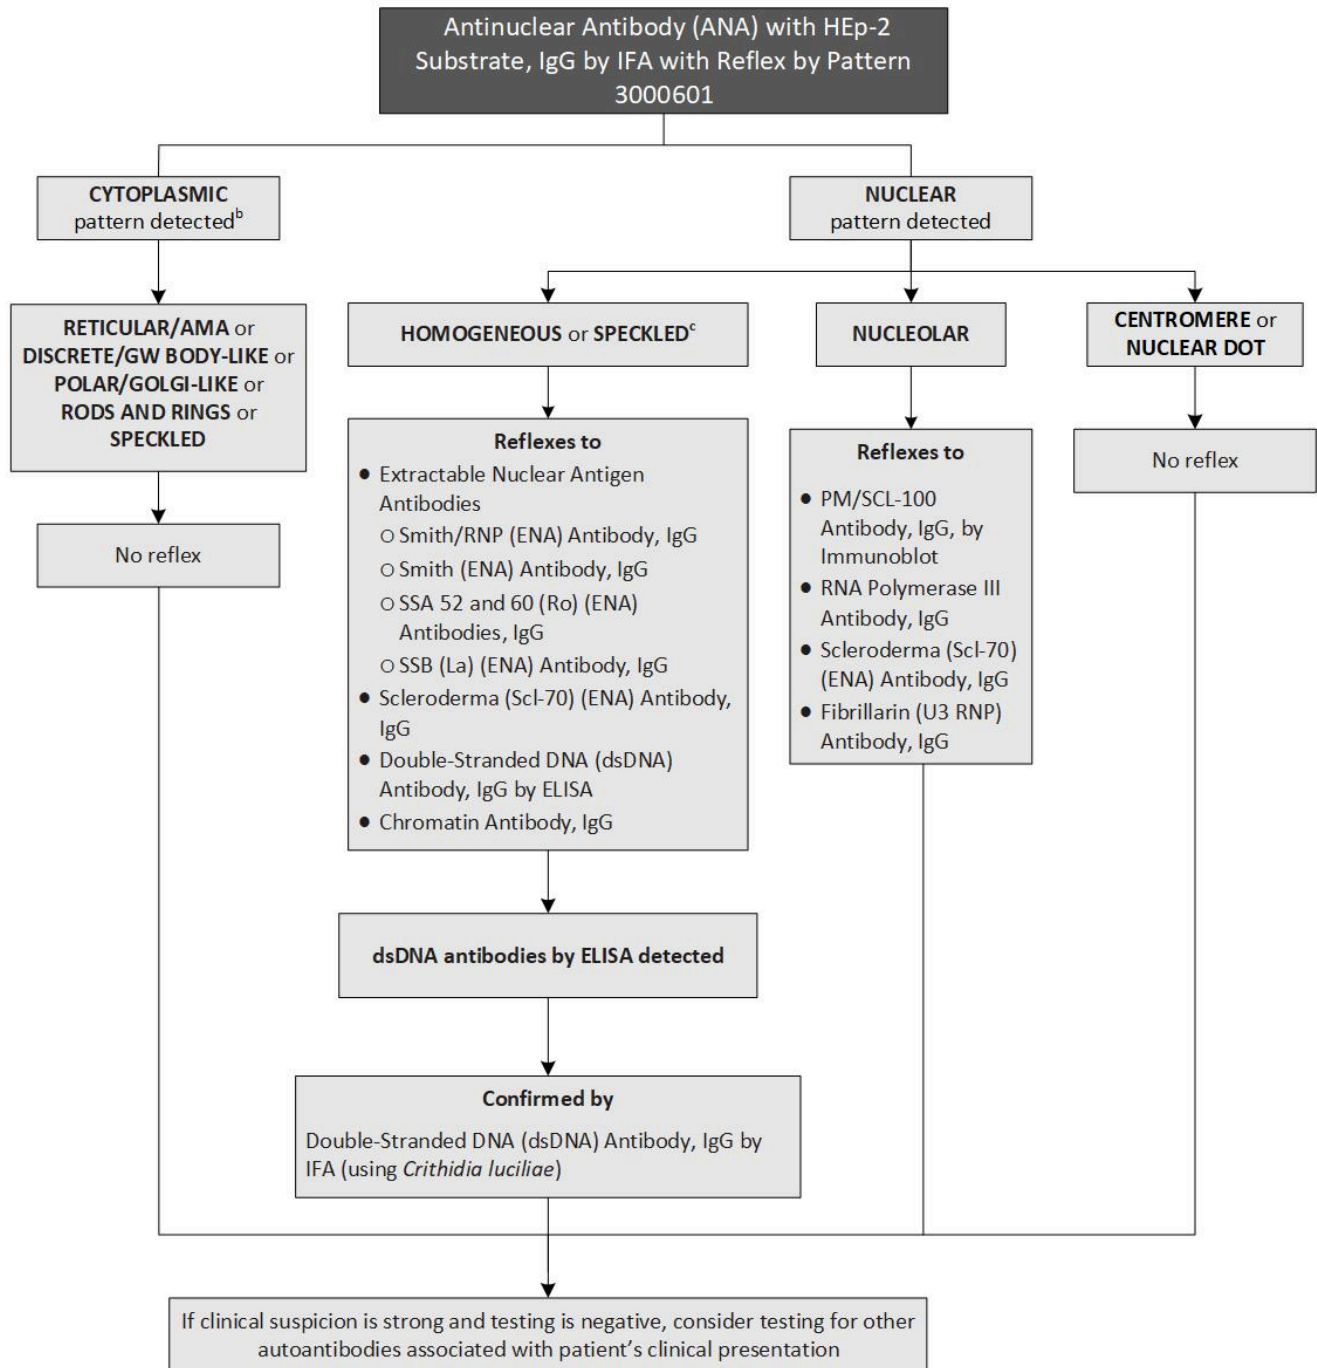 Antinuclear Antibody (ANA) with HEp-2
Substrate, IgG by IFA with Reflex by Pattern
3000601
CYTOPLASMIC
pattern detectedb
NUCLEAR
pattern detected
RETICULAR/AMA or
DISCRETE/GW BODY-LIKE or
POLAR/GOLGI-LIKE or
RODS AND RINGS or
SPECKLED
No reflex
HOMOGENEOUS or SPECKLEDc
Reflexes to
● Extractable Nuclear Antigen
Antibodies
○ Smith/RNP (ENA) Antibody, IgG
○ Smith (ENA) Antibody, IgG
○ SSA 52 and 60 (Ro) (ENA)
Antibodies, IgG
○ SSB (La) (ENA) Antibody, IgG
● Scleroderma (Scl-70) (ENA) Antibody,
IgG
● Double-Stranded DNA (dsDNA)
Antibody, IgG by ELISA
● Chromatin Antibody, IgG
dsDNA antibodies by ELISA detected
Confirmed by
Double-Stranded DNA (dsDNA) Antibody, IgG by
IFA (using Crithidia luciliae)
NUCLEOLAR
Reflexes to
● PM/SCL-100
Antibody, IgG, by
Immunoblot
● RNA Polymerase III
Antibody, IgG
● Scleroderma (Scl-70)
(ENA) Antibody, IgG
● Fibrillarin (U3 RNP)
Antibody, IgG
CENTROMERE or
NUCLEAR DOT
No reflex
If clinical suspicion is strong and testing is negative, consider testing for other
autoantibodies associated with patient’s clinical presentation